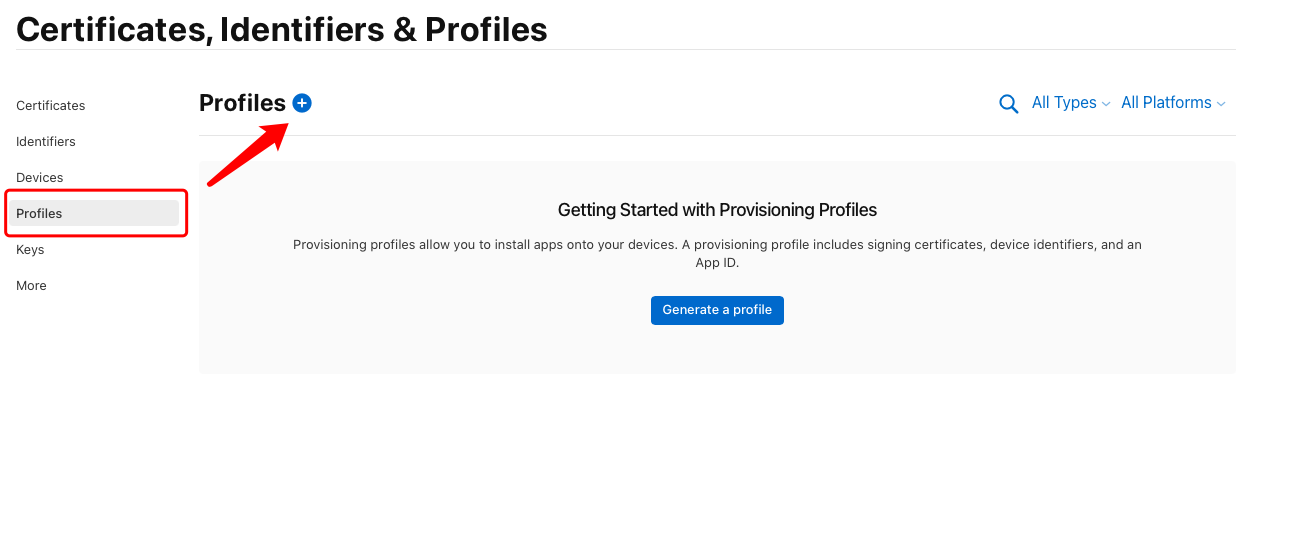 Certificates, Identifiers & Profiles
Certificates
Identifiers
Devices
Profiles
Keys
More
Profiles
All Types
All Platforms
Getting Started with Provisioning Profiles
Provisioning profiles allow you to install apps onto your devices. A provisioning profile includes signing certificates, device identifiers, and an
App ID.
Generate a profile